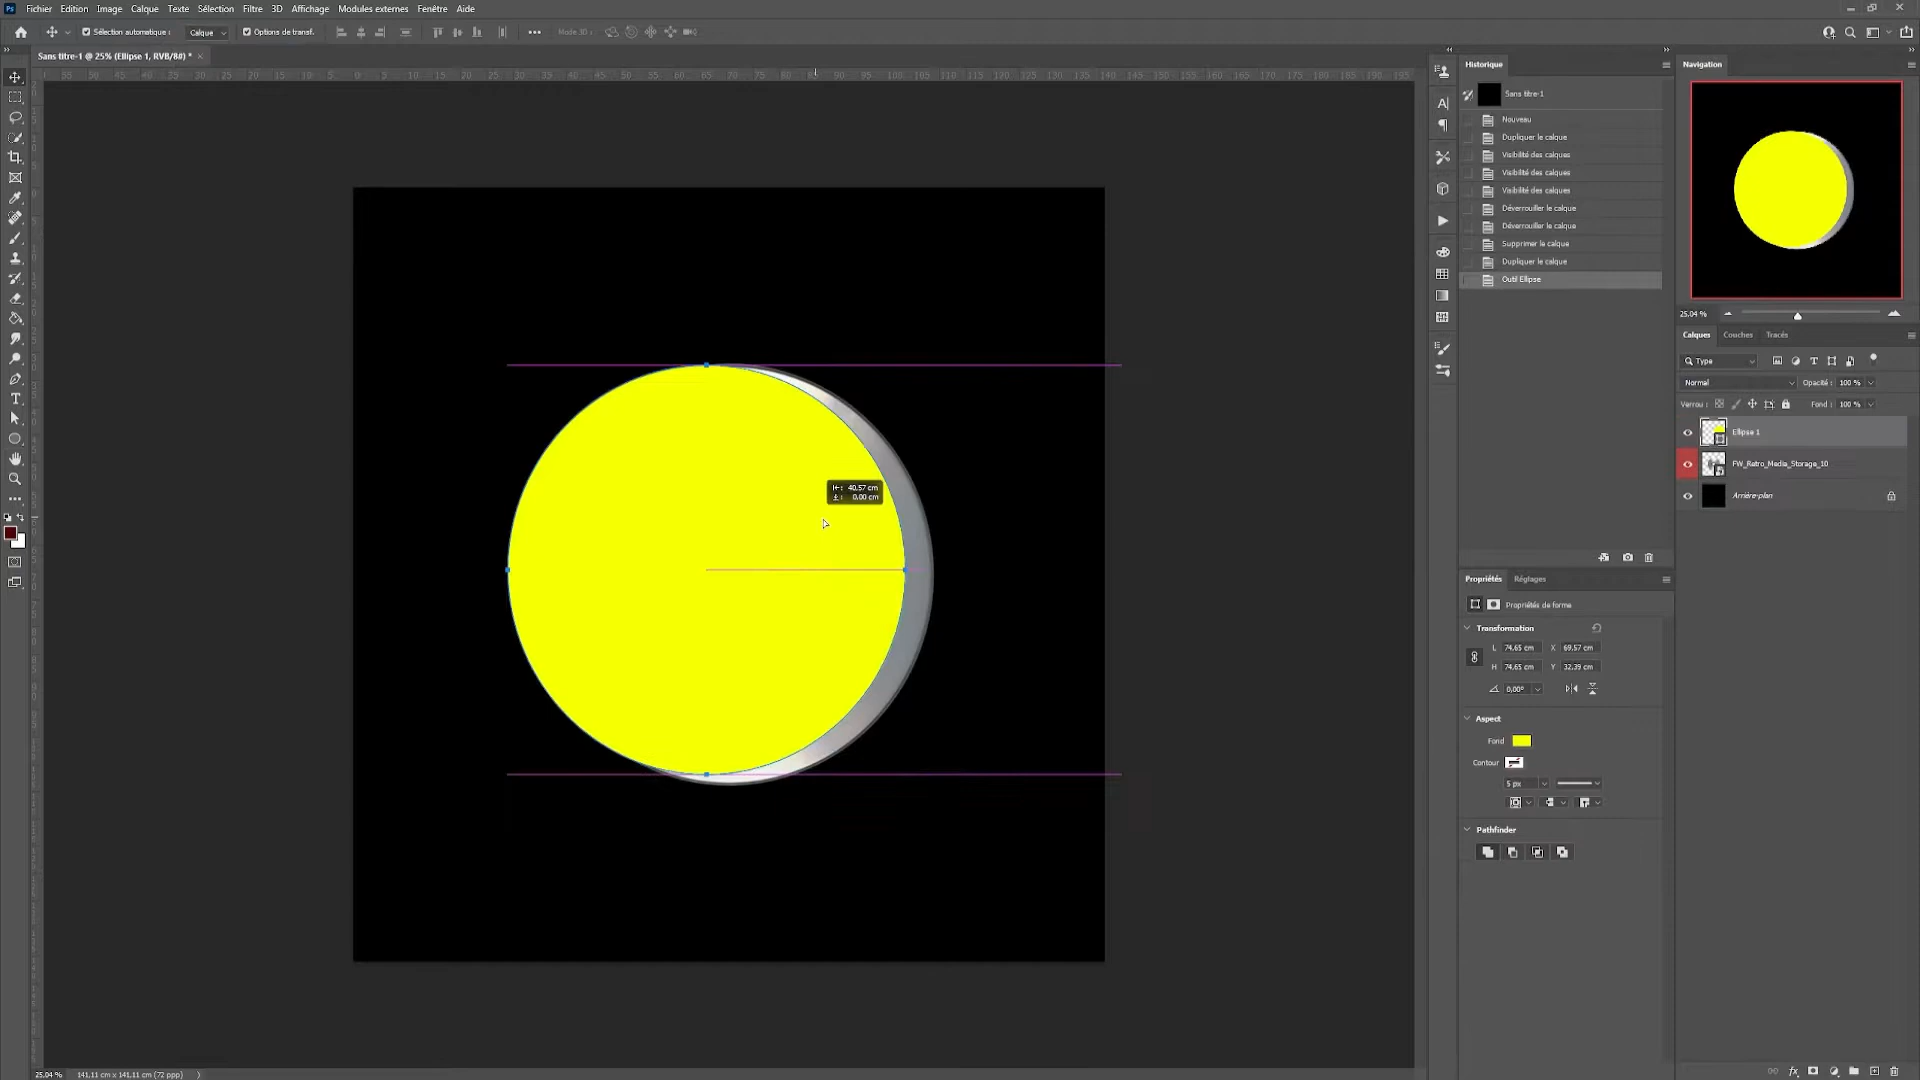 Ps Fichier Edition Image Calque Texte Sélection Filtre 3D Affichage Modules externes Fenêtre Aide
Sélection automatique : Calque Options de transf. Mode 3D :
Sans titre-1 @ 25% (Ellipse 1, RVB/8#) *
Historique
Sans titre-1
Nouveau
Dupliquer le calque
Visibilité des calques
Visibilité des calques
Visibilité des calques
Déverrouiller le calque
Déverrouiller le calque
Supprimer le calque
Dupliquer le calque
Outil Ellipse
Navigation
25.04 %
Calques Couches Tracés
Type
Normal Opacité : 100 %
Verrou : Fond : 100 %
Ellipse 1
FW_Retro_Media_Storage_10
Arrière-plan
40.57 cm
0.00 cm
Propriétés Réglages
Propriétés de forme
Transformation
L 74.65 cm X 69.57 cm
H 74.65 cm Y 32.39 cm
0,00°
Aspect
Fond
Contour
5 px
Pathfinder
25.04 % 141.11 cm x 141.11 cm (72 ppp)